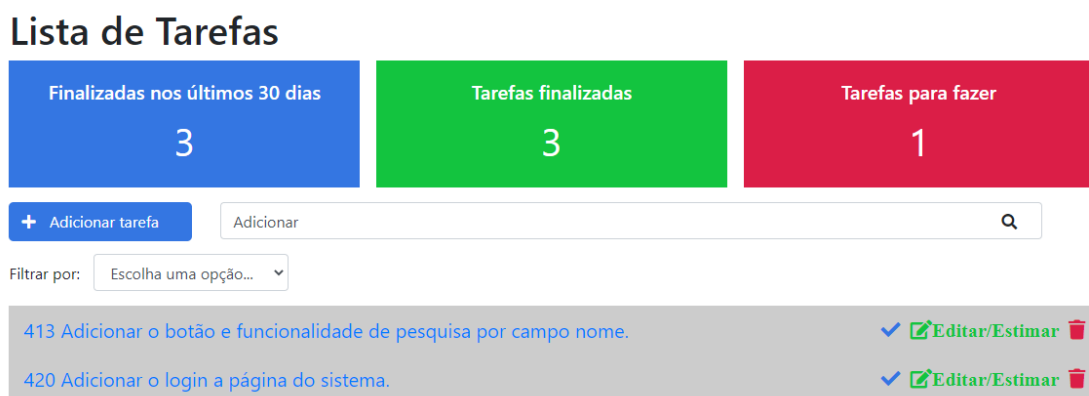 Lista de Tarefas
Finalizadas nos últimos 30 dias
3
Tarefas finalizadas
3
Tarefas para fazer
1
Adicionar tarefa
Adicionar
Filtrar por: Escolha uma opção...
413 Adicionar o botão e funcionalidade de pesquisa por campo nome. Editar/Estimar
420 Adicionar o login a página do sistema. Editar/Estimar